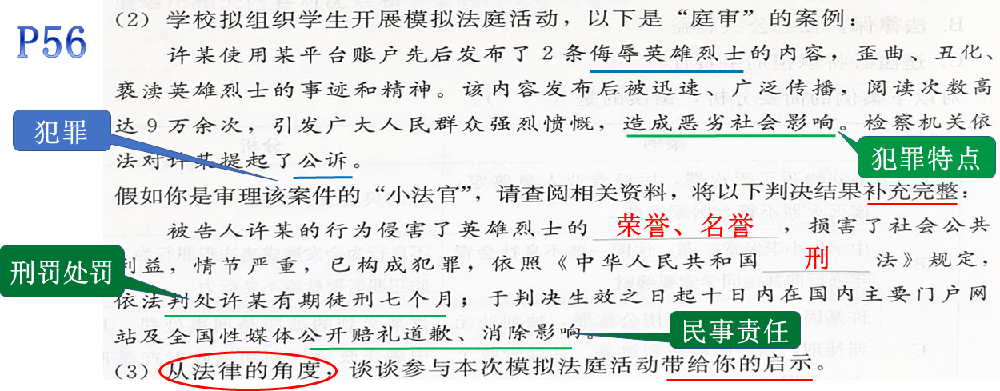 P56
（2）学校拟组织学生开展模拟法庭活动，以下是“庭审”的案例：
许某使用某平台账户先后发布了 2 条侮辱英雄烈士的内容，歪曲、丑化、
亵渎英雄烈士的事迹和精神。该内容发布后被迅速、广泛传播，阅读次数高
达 9 万余次，引发广大人民群众强烈愤慨，造成恶劣社会影响。检察机关依
犯罪
法对许某提起了公诉。
犯罪特点
假如你是审理该案件的“小法官”，请查阅相关资料，将以下判决结果补充完整：
被告人许某的行为侵害了英雄烈士的 荣誉、名誉 ，损害了社会公共
利益，情节严重，已构成犯罪，依照《中华人民共和国 刑 法》规定，
刑罚处罚
依法判处许某有期徒刑七个月；于判决生效之日起十日内在国内主要门户网
站及全国性媒体公开赔礼道歉、消除影响。
民事责任
（3）从法律的角度，谈谈参与本次模拟法庭活动带给你的启示。